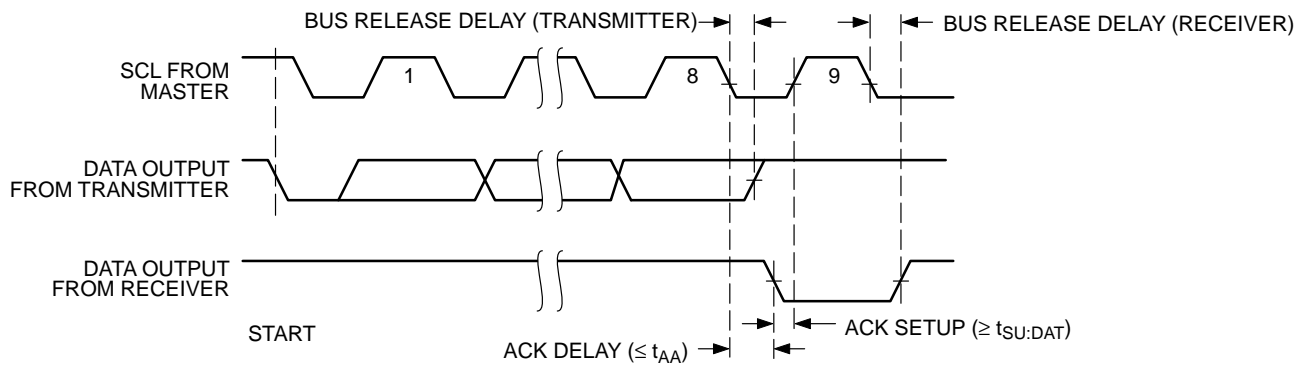 BUS RELEASE DELAY (TRANSMITTER)
BUS RELEASE DELAY (RECEIVER)
SCL FROM
MASTER
1
8
9
DATA OUTPUT
FROM TRANSMITTER
DATA OUTPUT
FROM RECEIVER
START
ACK SETUP (≥ tSU:DAT)
ACK DELAY (≤ tAA)